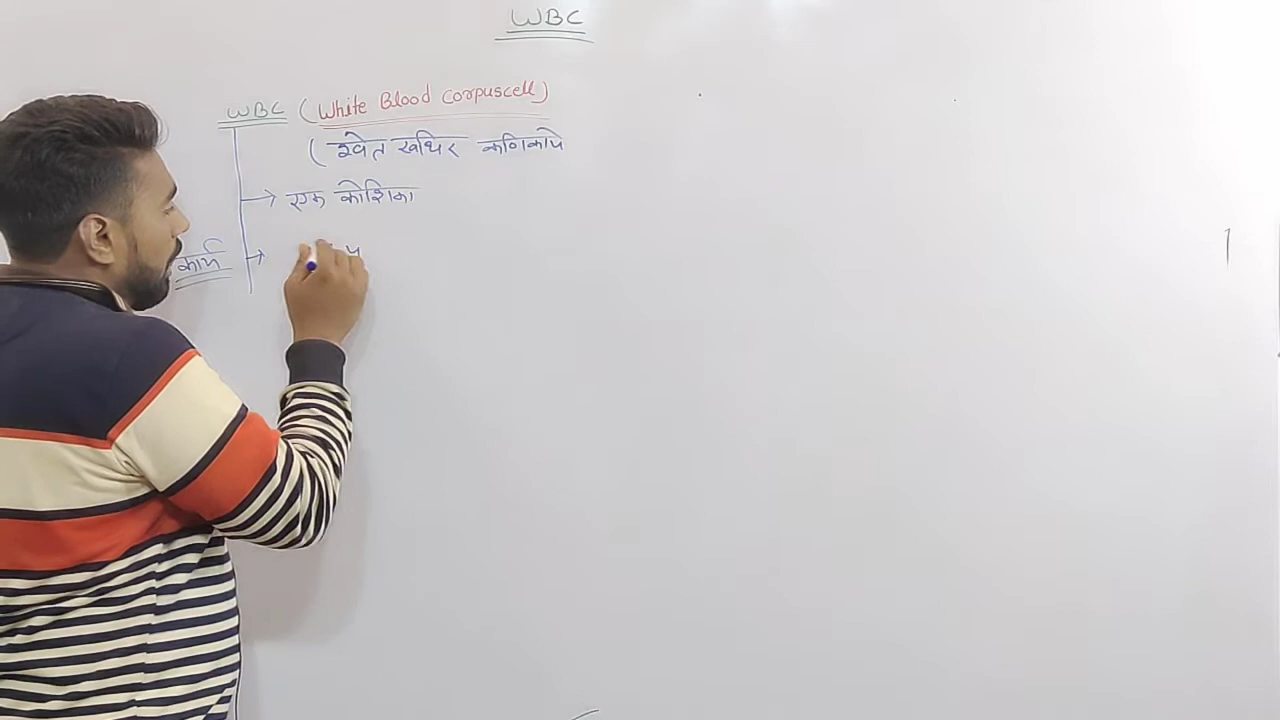 WBC
WBC (White Blood Corpuscell)
(श्वेत रूधिर कणिकाये
→ एक कोशिका
कार्य →